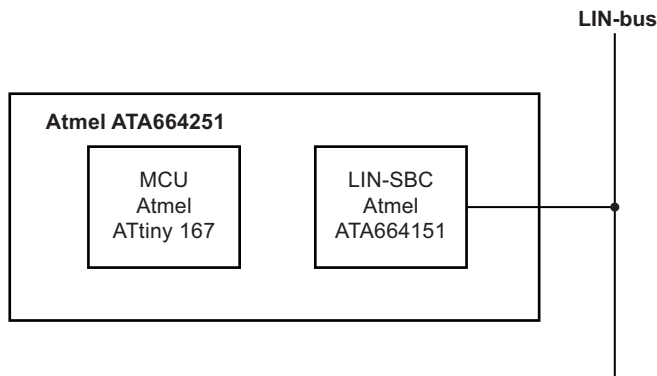 LIN-bus
Atmel ATA664251
MCU
Atmel
ATtiny 167
LIN-SBC
Atmel
ATA664151